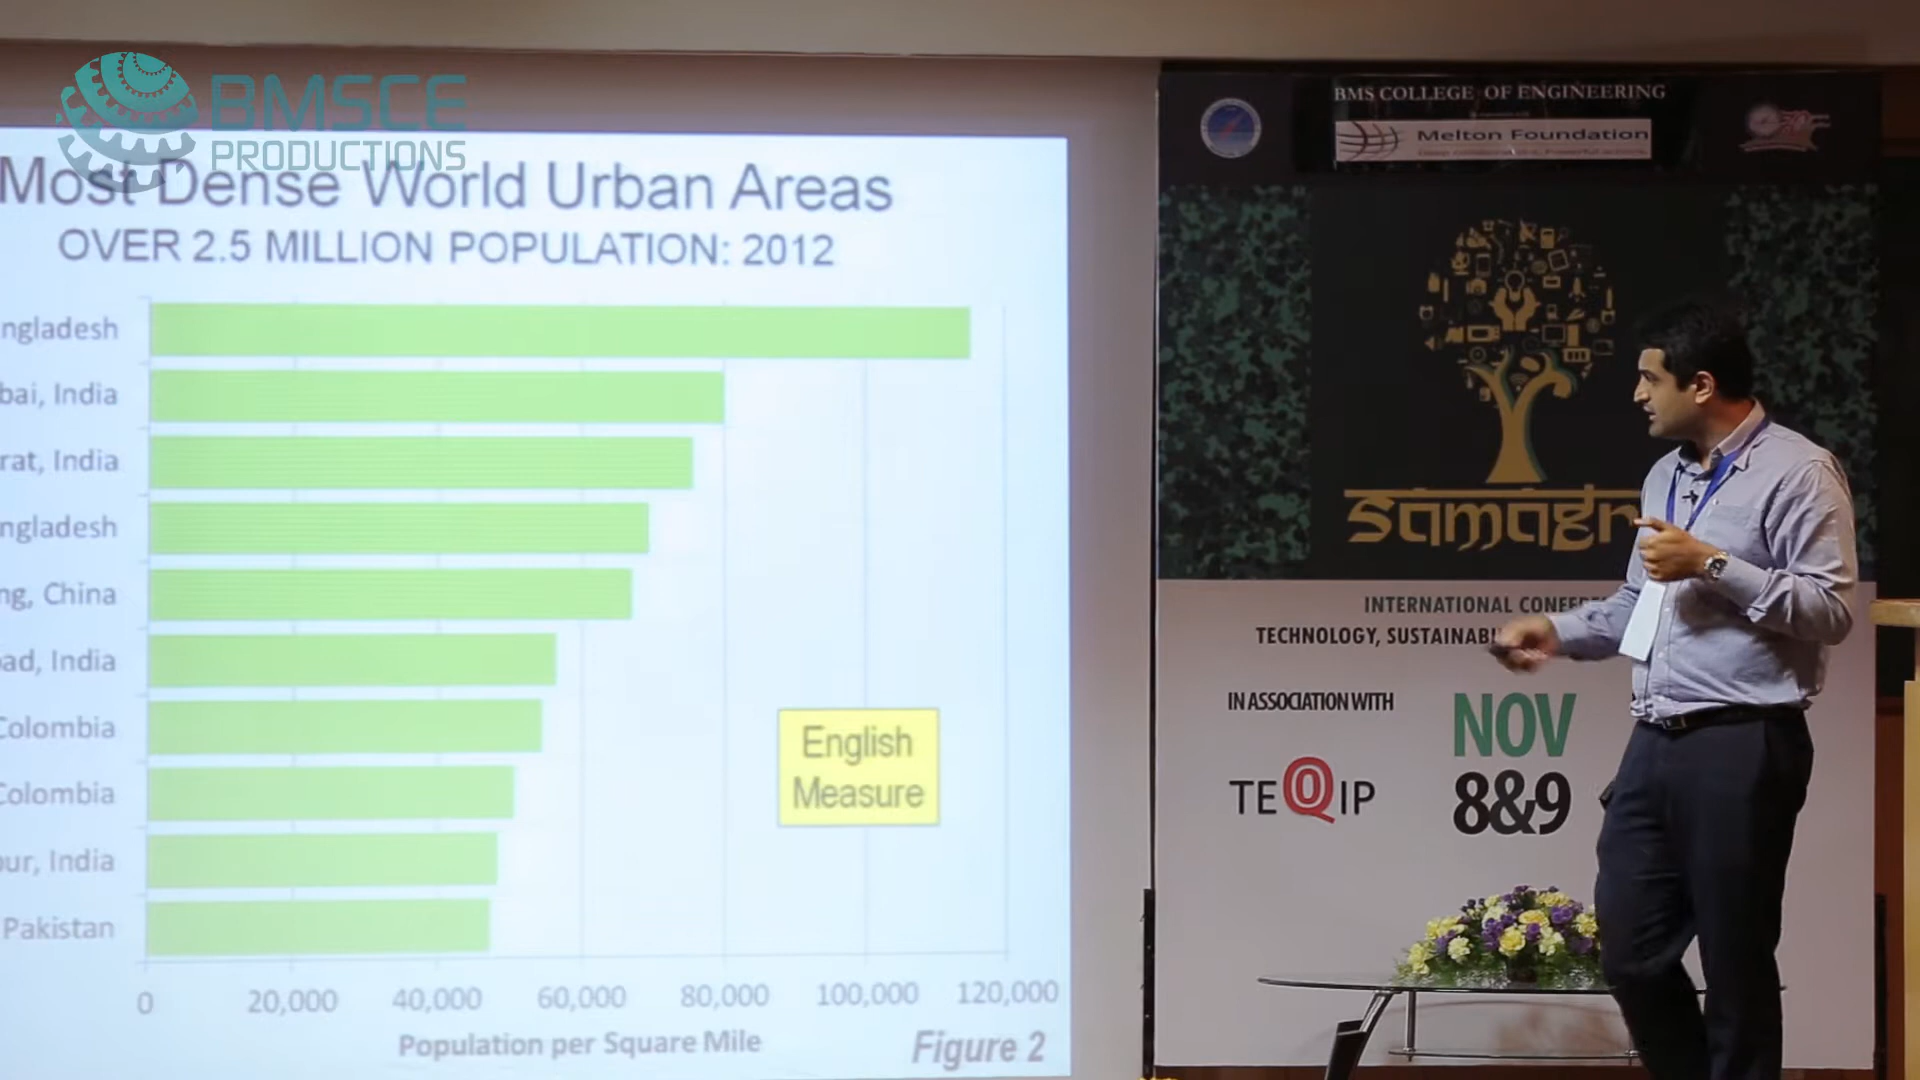 BMSCE
PRODUCTIONS
Most Dense World Urban Areas
OVER 2.5 MILLION POPULATION: 2012
ngladesh
bai, India
rat, India
ngladesh
ng, China
ad, India
Colombia
Colombia
our, India
Pakistan
0 20,000 40,000 60,000 80,000 100,000 120,000
Population per Square Mile
English
Measure
Figure 2
BMS COLLEGE OF ENGINEERING
Melton Foundation
samagr
INTERNATIONAL CONFERE
TECHNOLOGY, SUSTAINABI
IN ASSOCIATION WITH
TEQIP
NOV
8&9